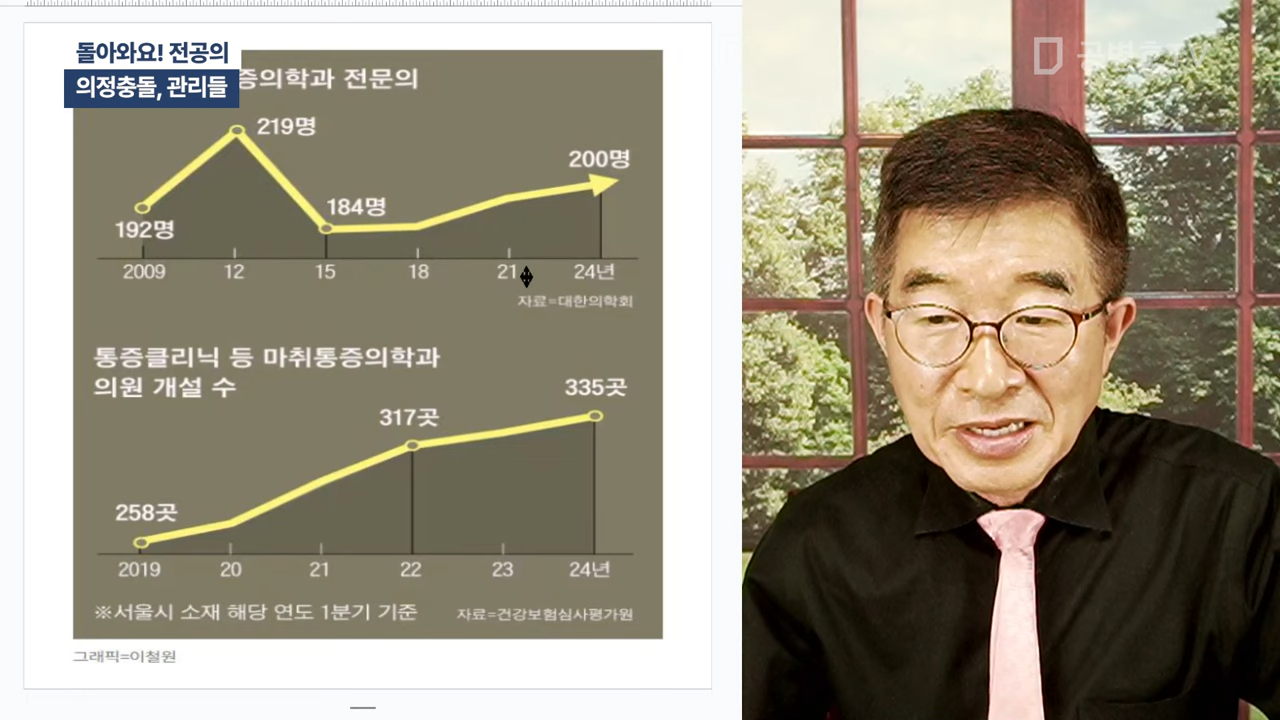 돌아와요! 전공의
의정충돌, 관리들
증의학과 전문의
219명
200명
192명
184명
2009 12 15 18 21 24년
자료=대한의학회
통증클리닉 등 마취통증의학과
의원 개설 수
335곳
317곳
258곳
2019 20 21 22 23 24년
※서울시 소재 해당 연도 1분기 기준
자료=건강보험심사평가원
그래픽=이철원